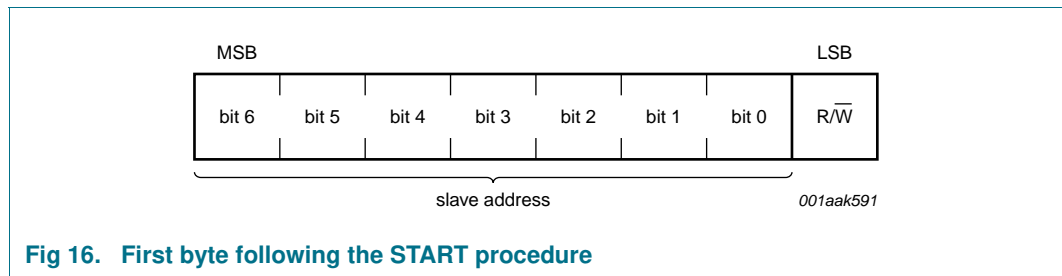 MSB LSB
bit 6 bit 5 bit 4 bit 3 bit 2 bit 1 bit 0 R/W̅
slave address 001aak591
Fig 16. First byte following the START procedure